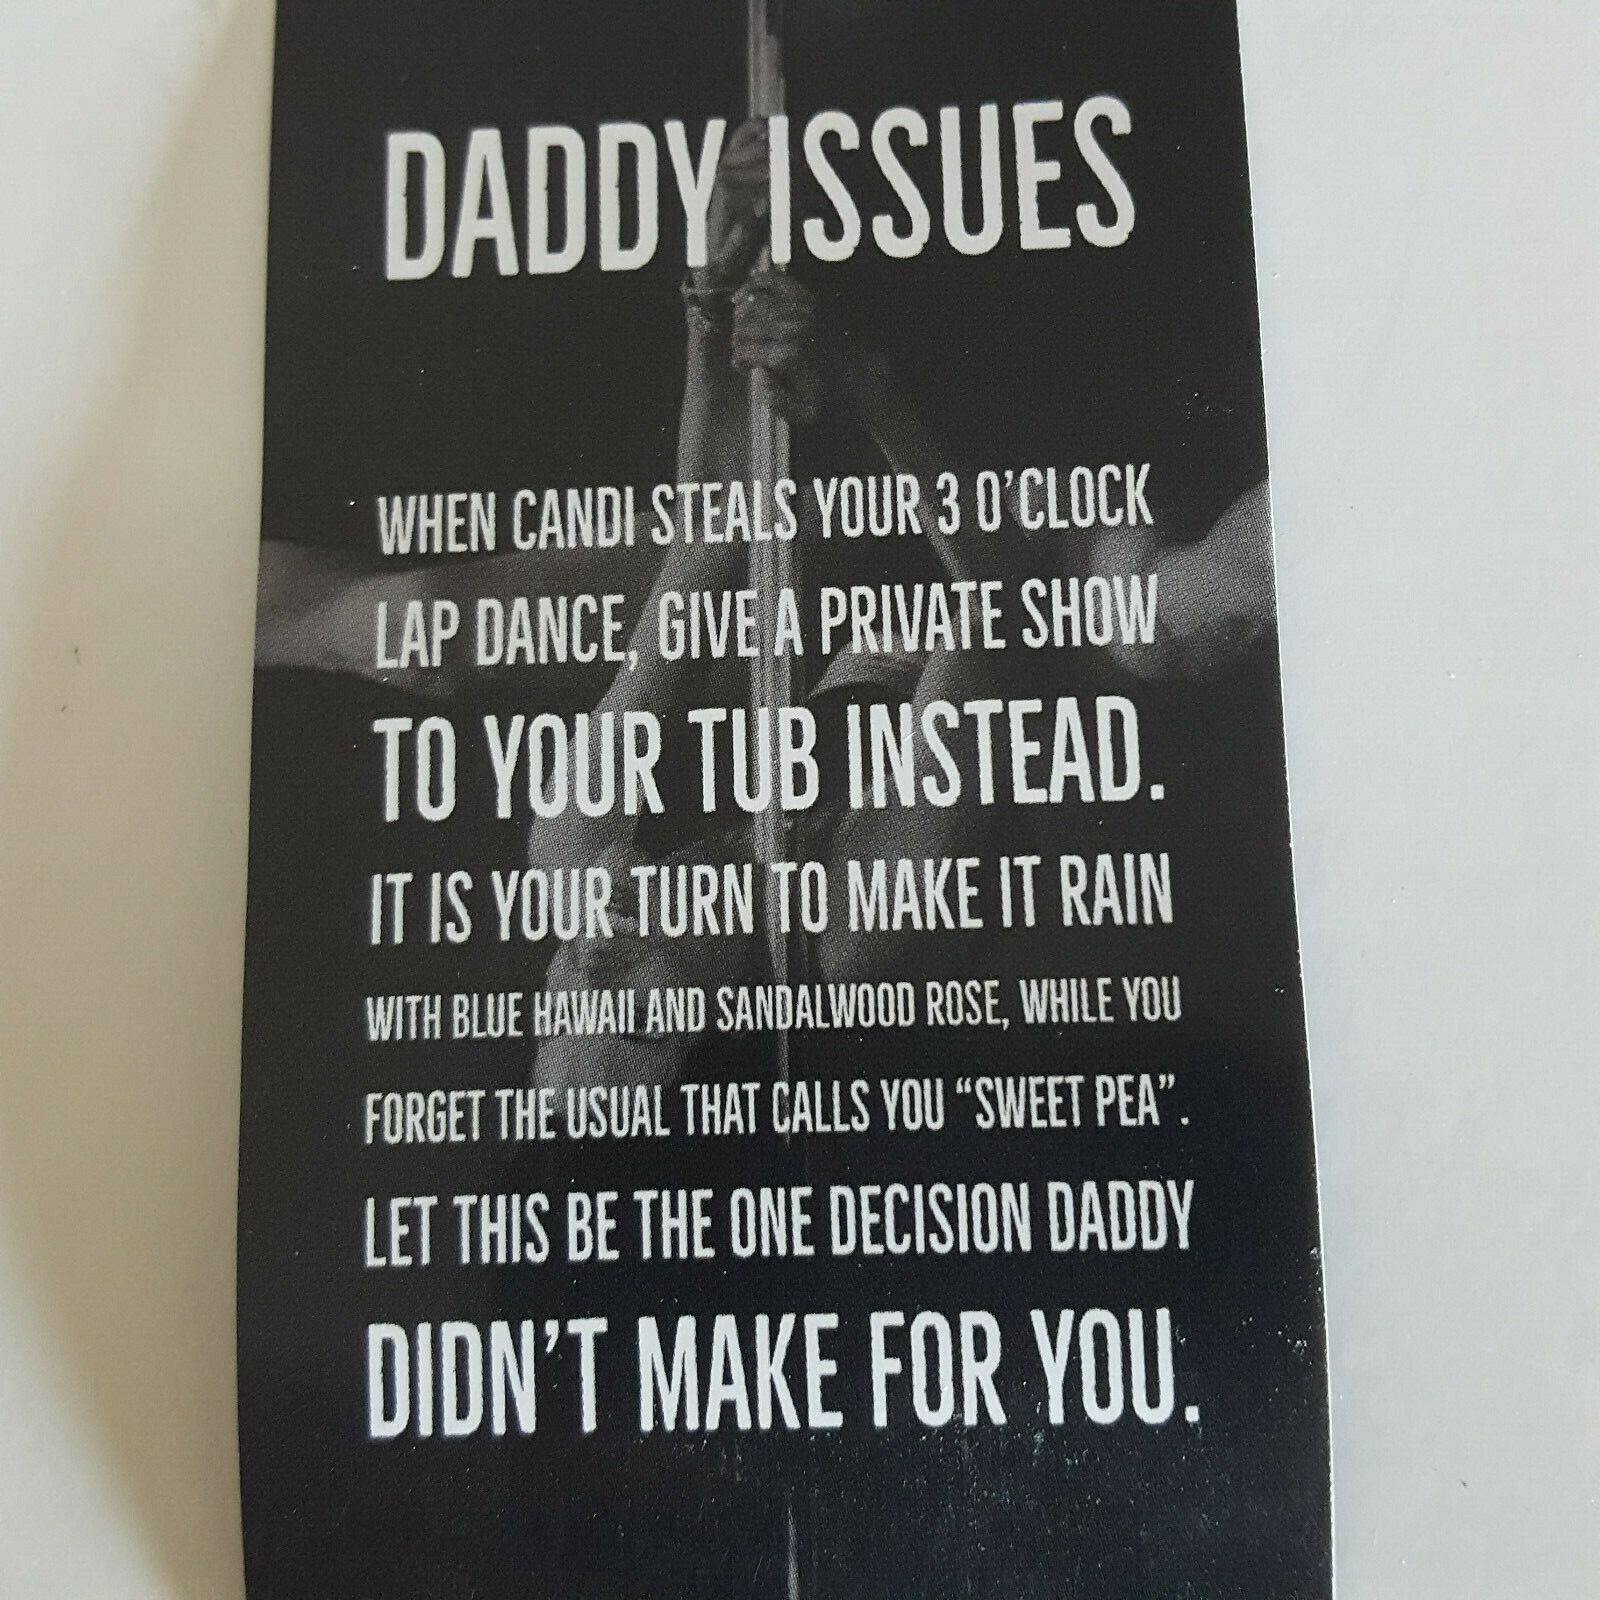 DADDY ISSUES
WHEN CANDI STEALS YOUR 3 O'CLOCK
LAP DANCE, GIVE A PRIVATE SHOW
TO YOUR TUB INSTEAD.
IT IS YOUR TURN TO MAKE IT RAIN
WITH BLUE HAWAII AND SANDALWOOD ROSE, WHILE YOU
FORGET THE USUAL THAT CALLS YOU “SWEET PEA”.
LET THIS BE THE ONE DECISION DADDY
DIDN'T MAKE FOR YOU.